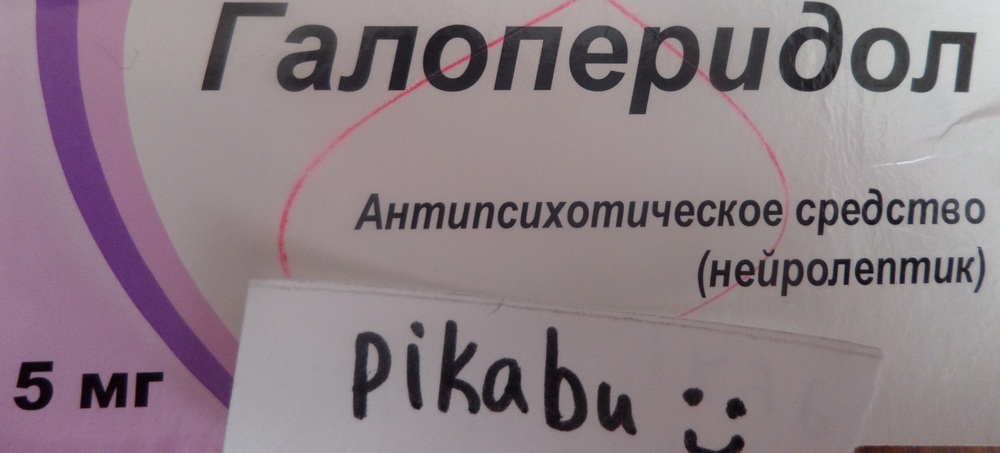 Галоперидол
Антипсихотическое средство
(нейролептик)
5 мг
pikabu